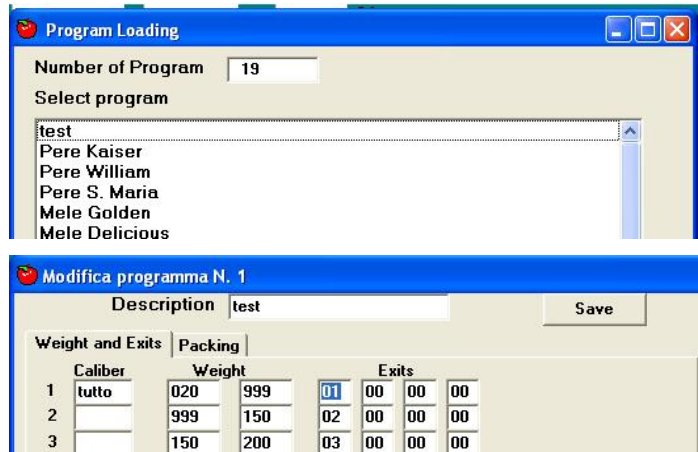 Program Loading
Number of Program 19
Select program
test
Pere Kaiser
Pere William
Pere S. Maria
Mele Golden
Mele Delicious
Modifica programma N. 1
Description test Save
Weight and Exits Packing
Caliber Weight Exits
1 tutto 020 999 01 00 00 00
2 999 150 02 00 00 00
3 150 200 03 00 00 00